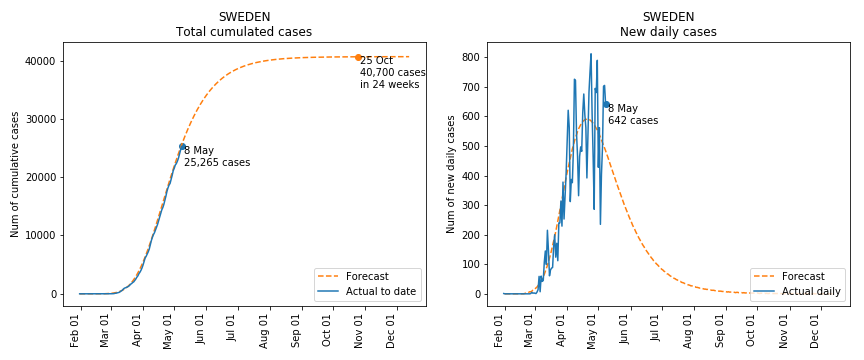 SWEDEN
Total cumulated cases
Num of cumulative cases
40000
30000
20000
10000
0
25 Oct
40,700 cases
in 24 weeks
8 May
25,265 cases
Forecast
Actual to date
Feb 01
Mar 01
Apr 01
May 01
Jun 01
Jul 01
Aug 01
Sep 01
Oct 01
Nov 01
Dec 01
SWEDEN
New daily cases
Num of new daily cases
800
700
600
500
400
300
200
100
0
8 May
642 cases
Forecast
Actual daily
Feb 01
Mar 01
Apr 01
May 01
Jun 01
Jul 01
Aug 01
Sep 01
Oct 01
Nov 01
Dec 01